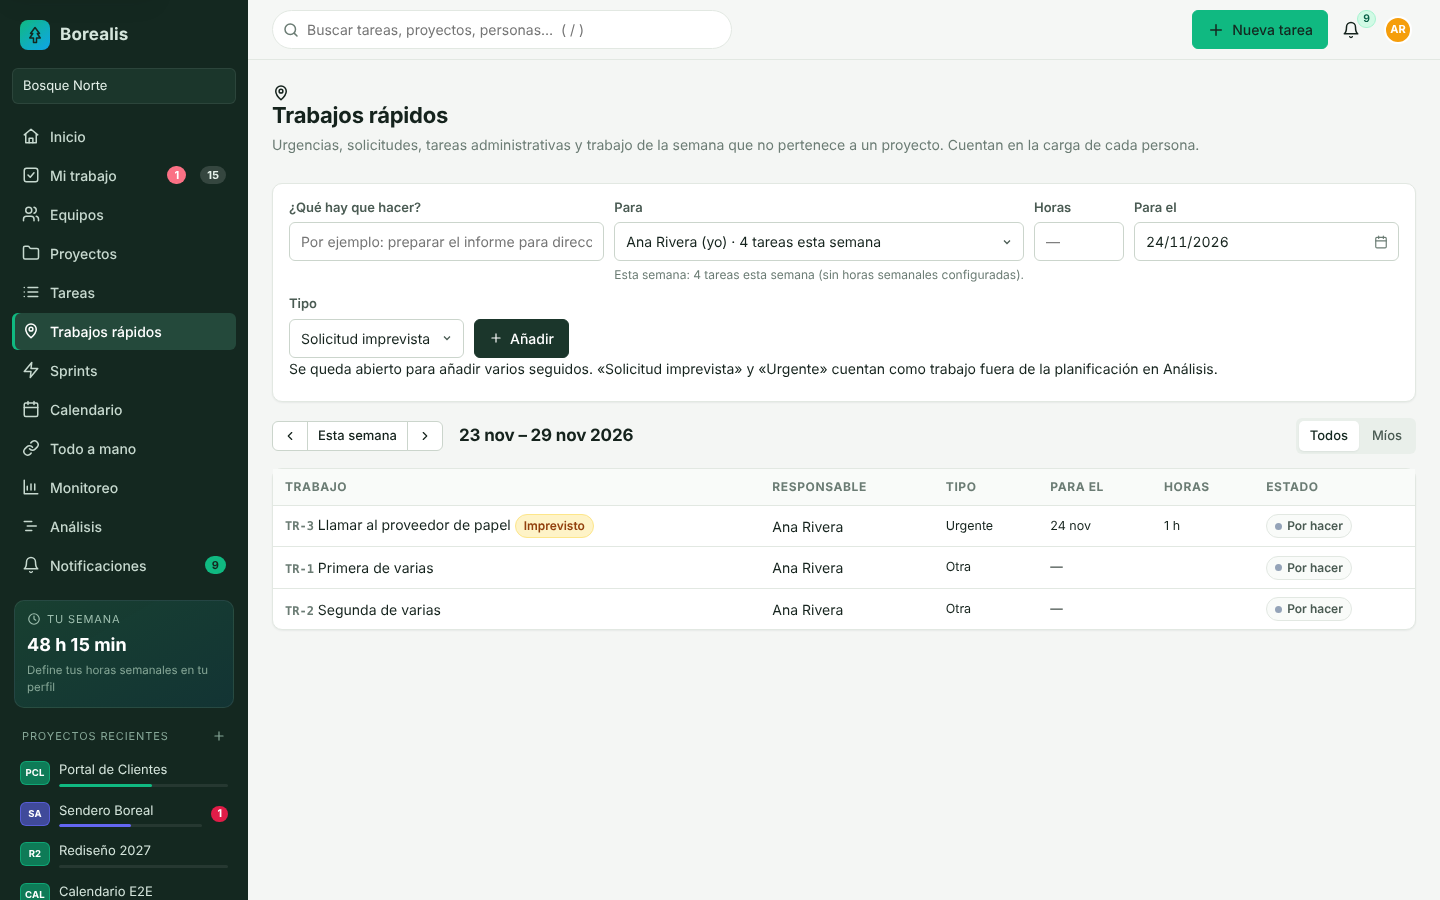 Borealis
Bosque Norte
Inicio
Mi trabajo 1 15
Equipos
Proyectos
Tareas
Trabajos rápidos
Sprints
Calendario
Todo a mano
Monitoreo
Análisis
Notificaciones 9
TU SEMANA
48 h 15 min
Define tus horas semanales en tu
perfil
PROYECTOS RECIENTES
PCL Portal de Clientes
SA Sendero Boreal 1
R2 Rediseño 2027
CAL Calendario E2E
Buscar tareas, proyectos, personas... ( / )
Nueva tarea
9
AR
Trabajos rápidos
Urgencias, solicitudes, tareas administrativas y trabajo de la semana que no pertenece a un proyecto. Cuentan en la carga de cada persona.
¿Qué hay que hacer? Para Horas Para el
Por ejemplo: preparar el informe para direcc Ana Rivera (yo) · 4 tareas esta semana — 24/11/2026
Esta semana: 4 tareas esta semana (sin horas semanales configuradas).
Tipo
Solicitud imprevista + Añadir
Se queda abierto para añadir varios seguidos. «Solicitud imprevista» y «Urgente» cuentan como trabajo fuera de la planificación en Análisis.
Esta semana 23 nov – 29 nov 2026 Todos Míos
TRABAJO RESPONSABLE TIPO PARA EL HORAS ESTADO
TR-3 Llamar al proveedor de papel Imprevisto Ana Rivera Urgente 24 nov 1 h Por hacer
TR-1 Primera de varias Ana Rivera Otra — Por hacer
TR-2 Segunda de varias Ana Rivera Otra — Por hacer